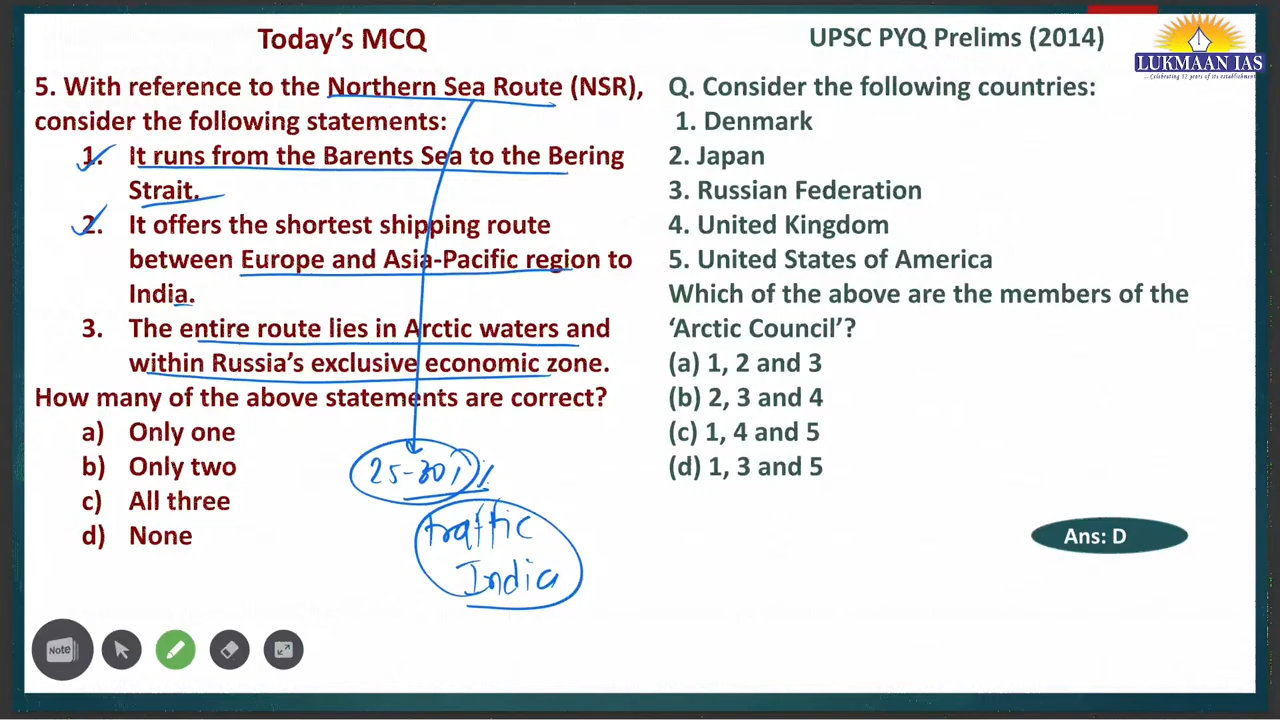 Today's MCQ
5. With reference to the Northern Sea Route (NSR),
consider the following statements:
1. It runs from the Barents Sea to the Bering
Strait.
2. It offers the shortest shipping route
between Europe and Asia-Pacific region to
India.
3. The entire route lies in Arctic waters and
within Russia's exclusive economic zone.
How many of the above statements are correct?
a) Only one
b) Only two
c) All three
d) None
25-30%
traffic
India
UPSC PYQ Prelims (2014)
LUKMAAN IAS
...Celebrating 12 years of its establishment
Q. Consider the following countries:
1. Denmark
2. Japan
3. Russian Federation
4. United Kingdom
5. United States of America
Which of the above are the members of the
'Arctic Council'?
(a) 1, 2 and 3
(b) 2, 3 and 4
(c) 1, 4 and 5
(d) 1, 3 and 5
Ans: D
Note